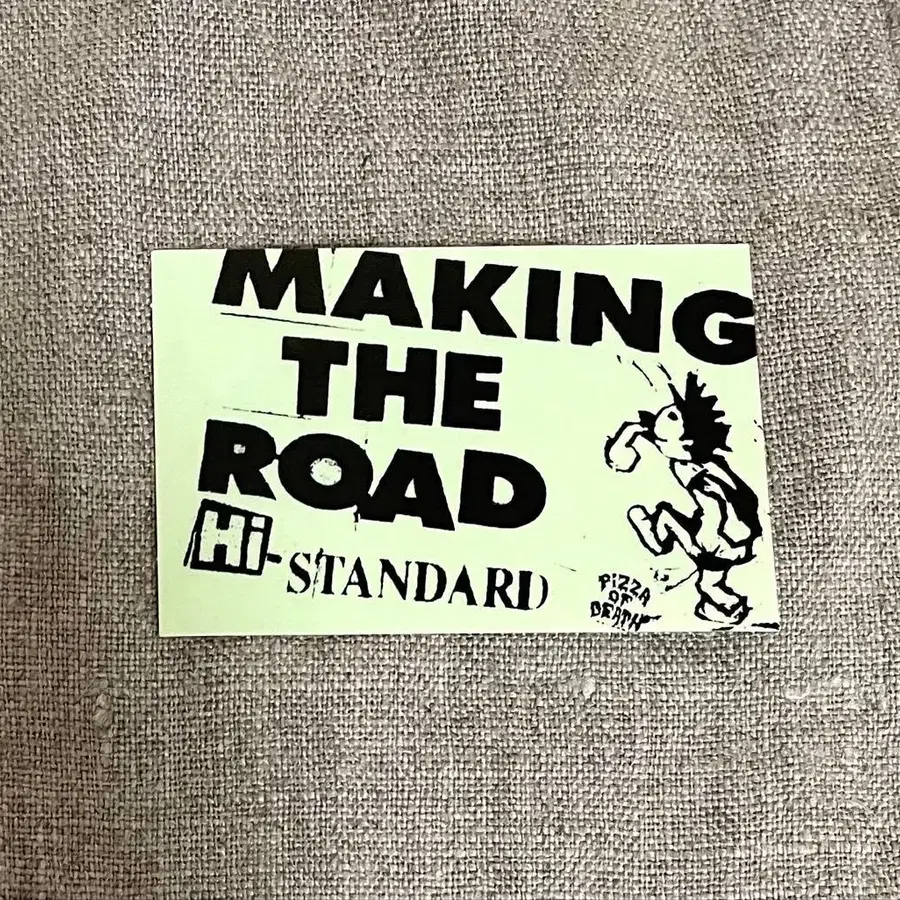 MAKING
THE
ROAD
Hi-STANDARD
PiZZA
OF
DEATH